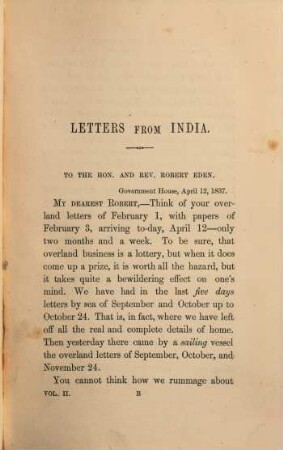 LETTERS FROM INDIA.
TO THE HON. AND REV. ROBERT EDEN.
Government House, April 12, 1837.
MY DEAREST ROBERT,—Think of your over-
land letters of February 1, with papers of
February 3, arriving to-day, April 12—only
two months and a week. To be sure, that
overland business is a lottery, but when it does
come up a prize, it is worth all the hazard, but
it takes quite a bewildering effect on one's
mind. We have had in the last five days
letters by sea of September and October up to
October 24. That is, in fact, where we have left
off all the real and complete details of home.
Then yesterday there came by a sailing vessel
the overland letters of September, October, and
November 24.
You cannot think how we rummage about
VOL. II. B